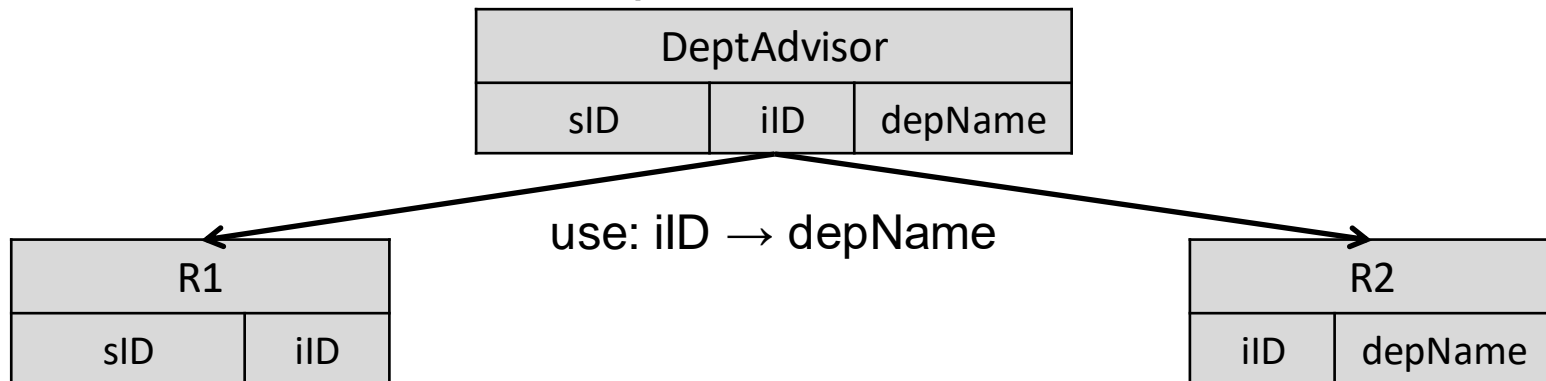 DeptAdvisor
sID iID depName
use: iID → depName
R1
sID iID
R2
iID depName